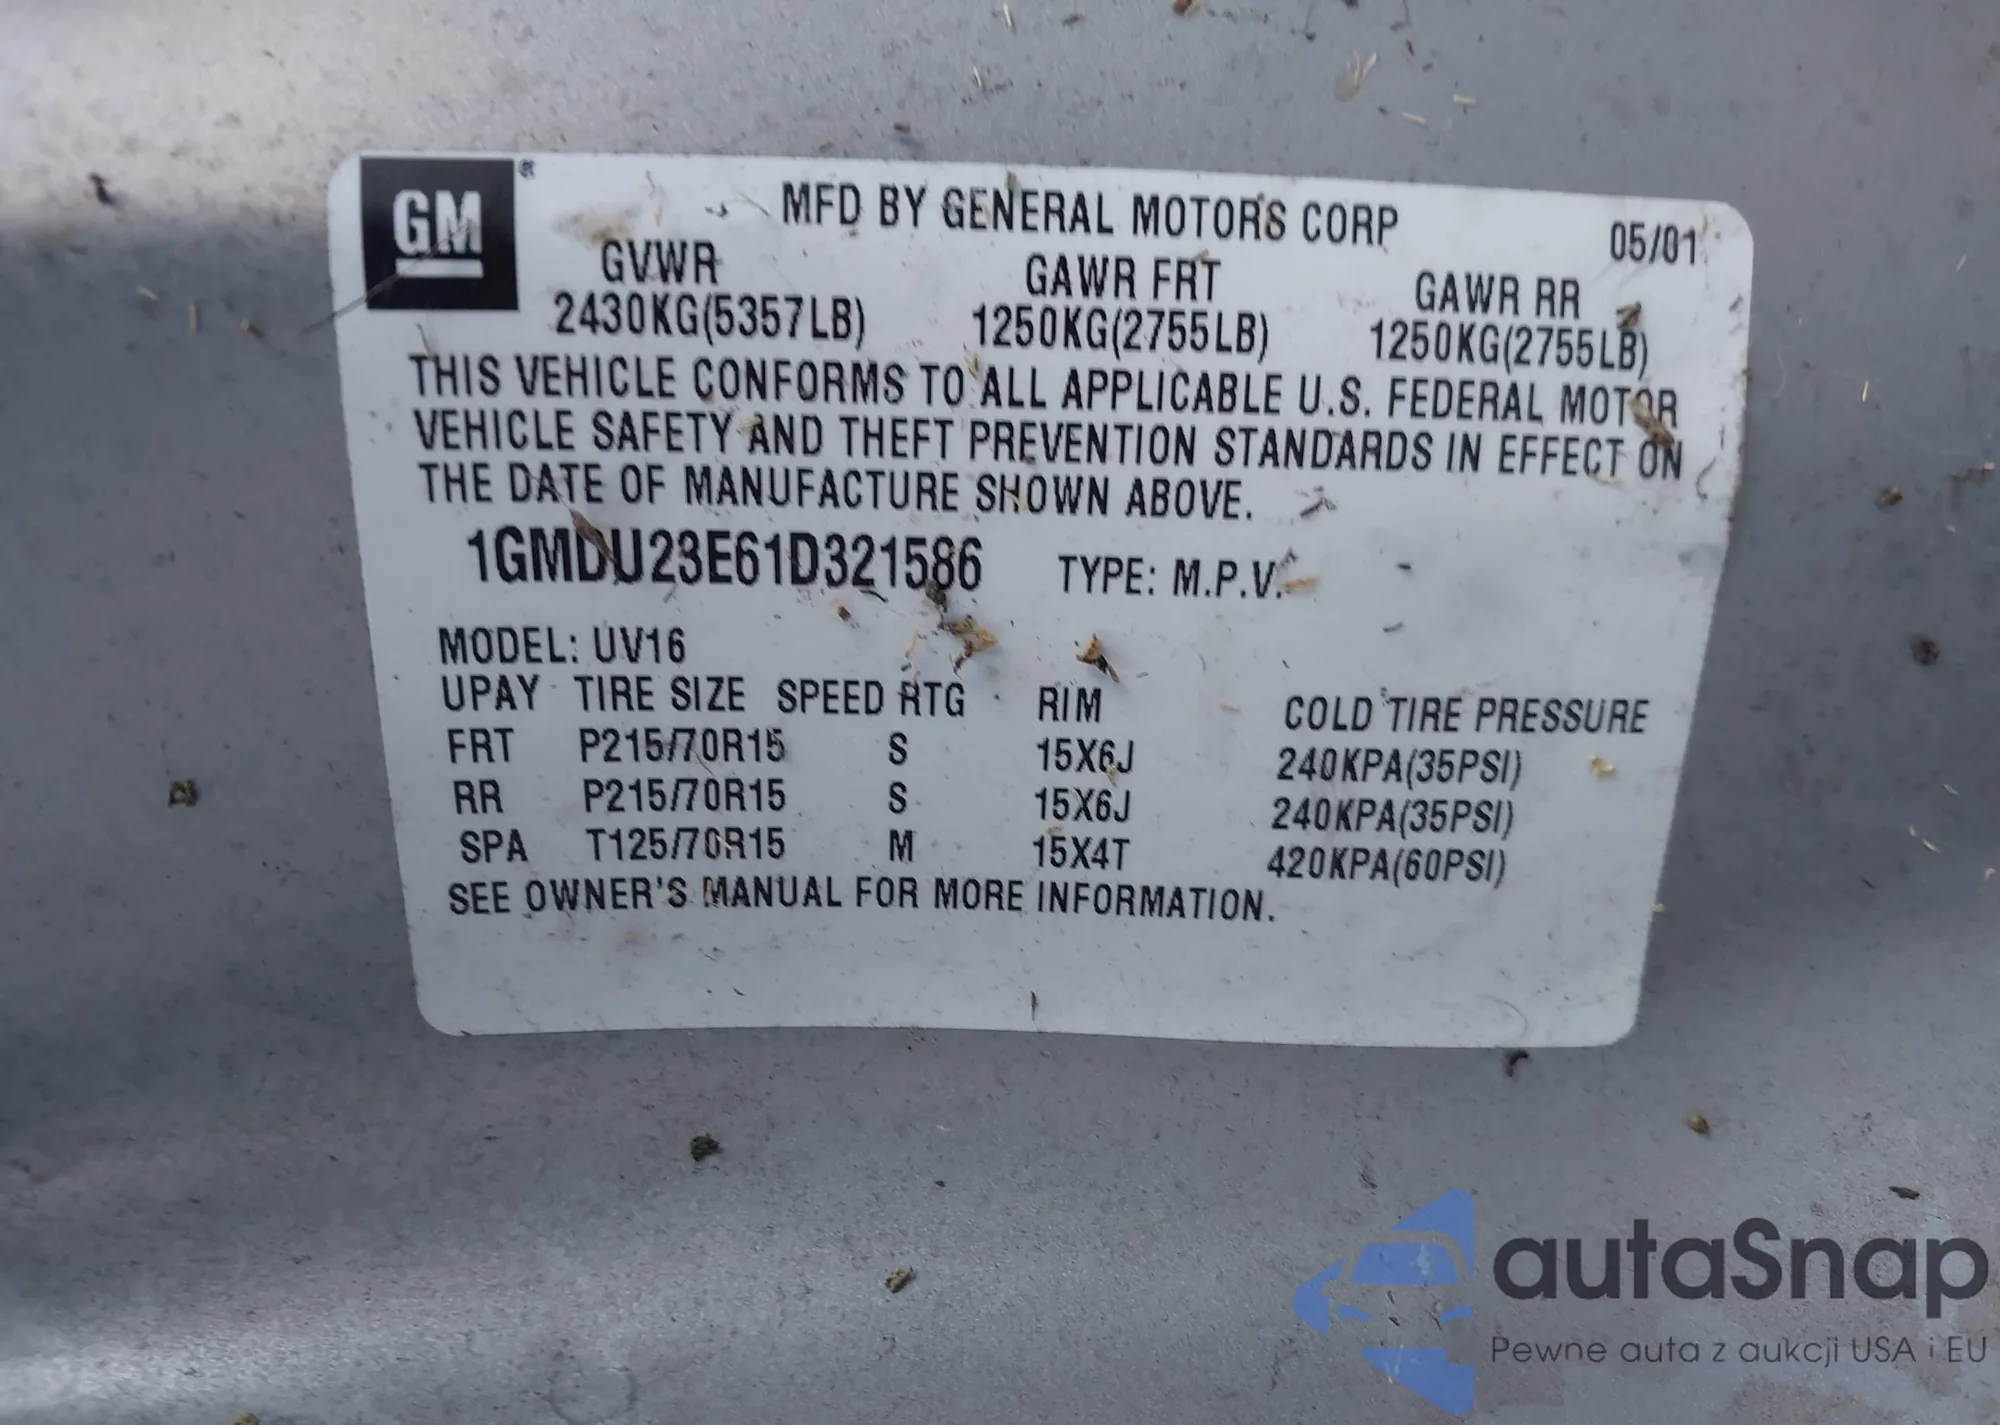 GM ®
MFD BY GENERAL MOTORS CORP 05/01
GVWR GAWR FRT GAWR RR
2430KG(5357LB) 1250KG(2755LB) 1250KG(2755LB)
THIS VEHICLE CONFORMS TO ALL APPLICABLE U.S. FEDERAL MOTOR
VEHICLE SAFETY AND THEFT PREVENTION STANDARDS IN EFFECT ON
THE DATE OF MANUFACTURE SHOWN ABOVE.
1GMDU23E61D321586 TYPE: M.P.V.
MODEL: UV16
UPAY TIRE SIZE SPEED RTG RIM COLD TIRE PRESSURE
FRT P215/70R15 S 15X6J 240KPA(35PSI)
RR P215/70R15 S 15X6J 240KPA(35PSI)
SPA T125/70R15 M 15X4T 420KPA(60PSI)
SEE OWNER'S MANUAL FOR MORE INFORMATION.
autaSnap
Pewne auta z aukcji USA i EU